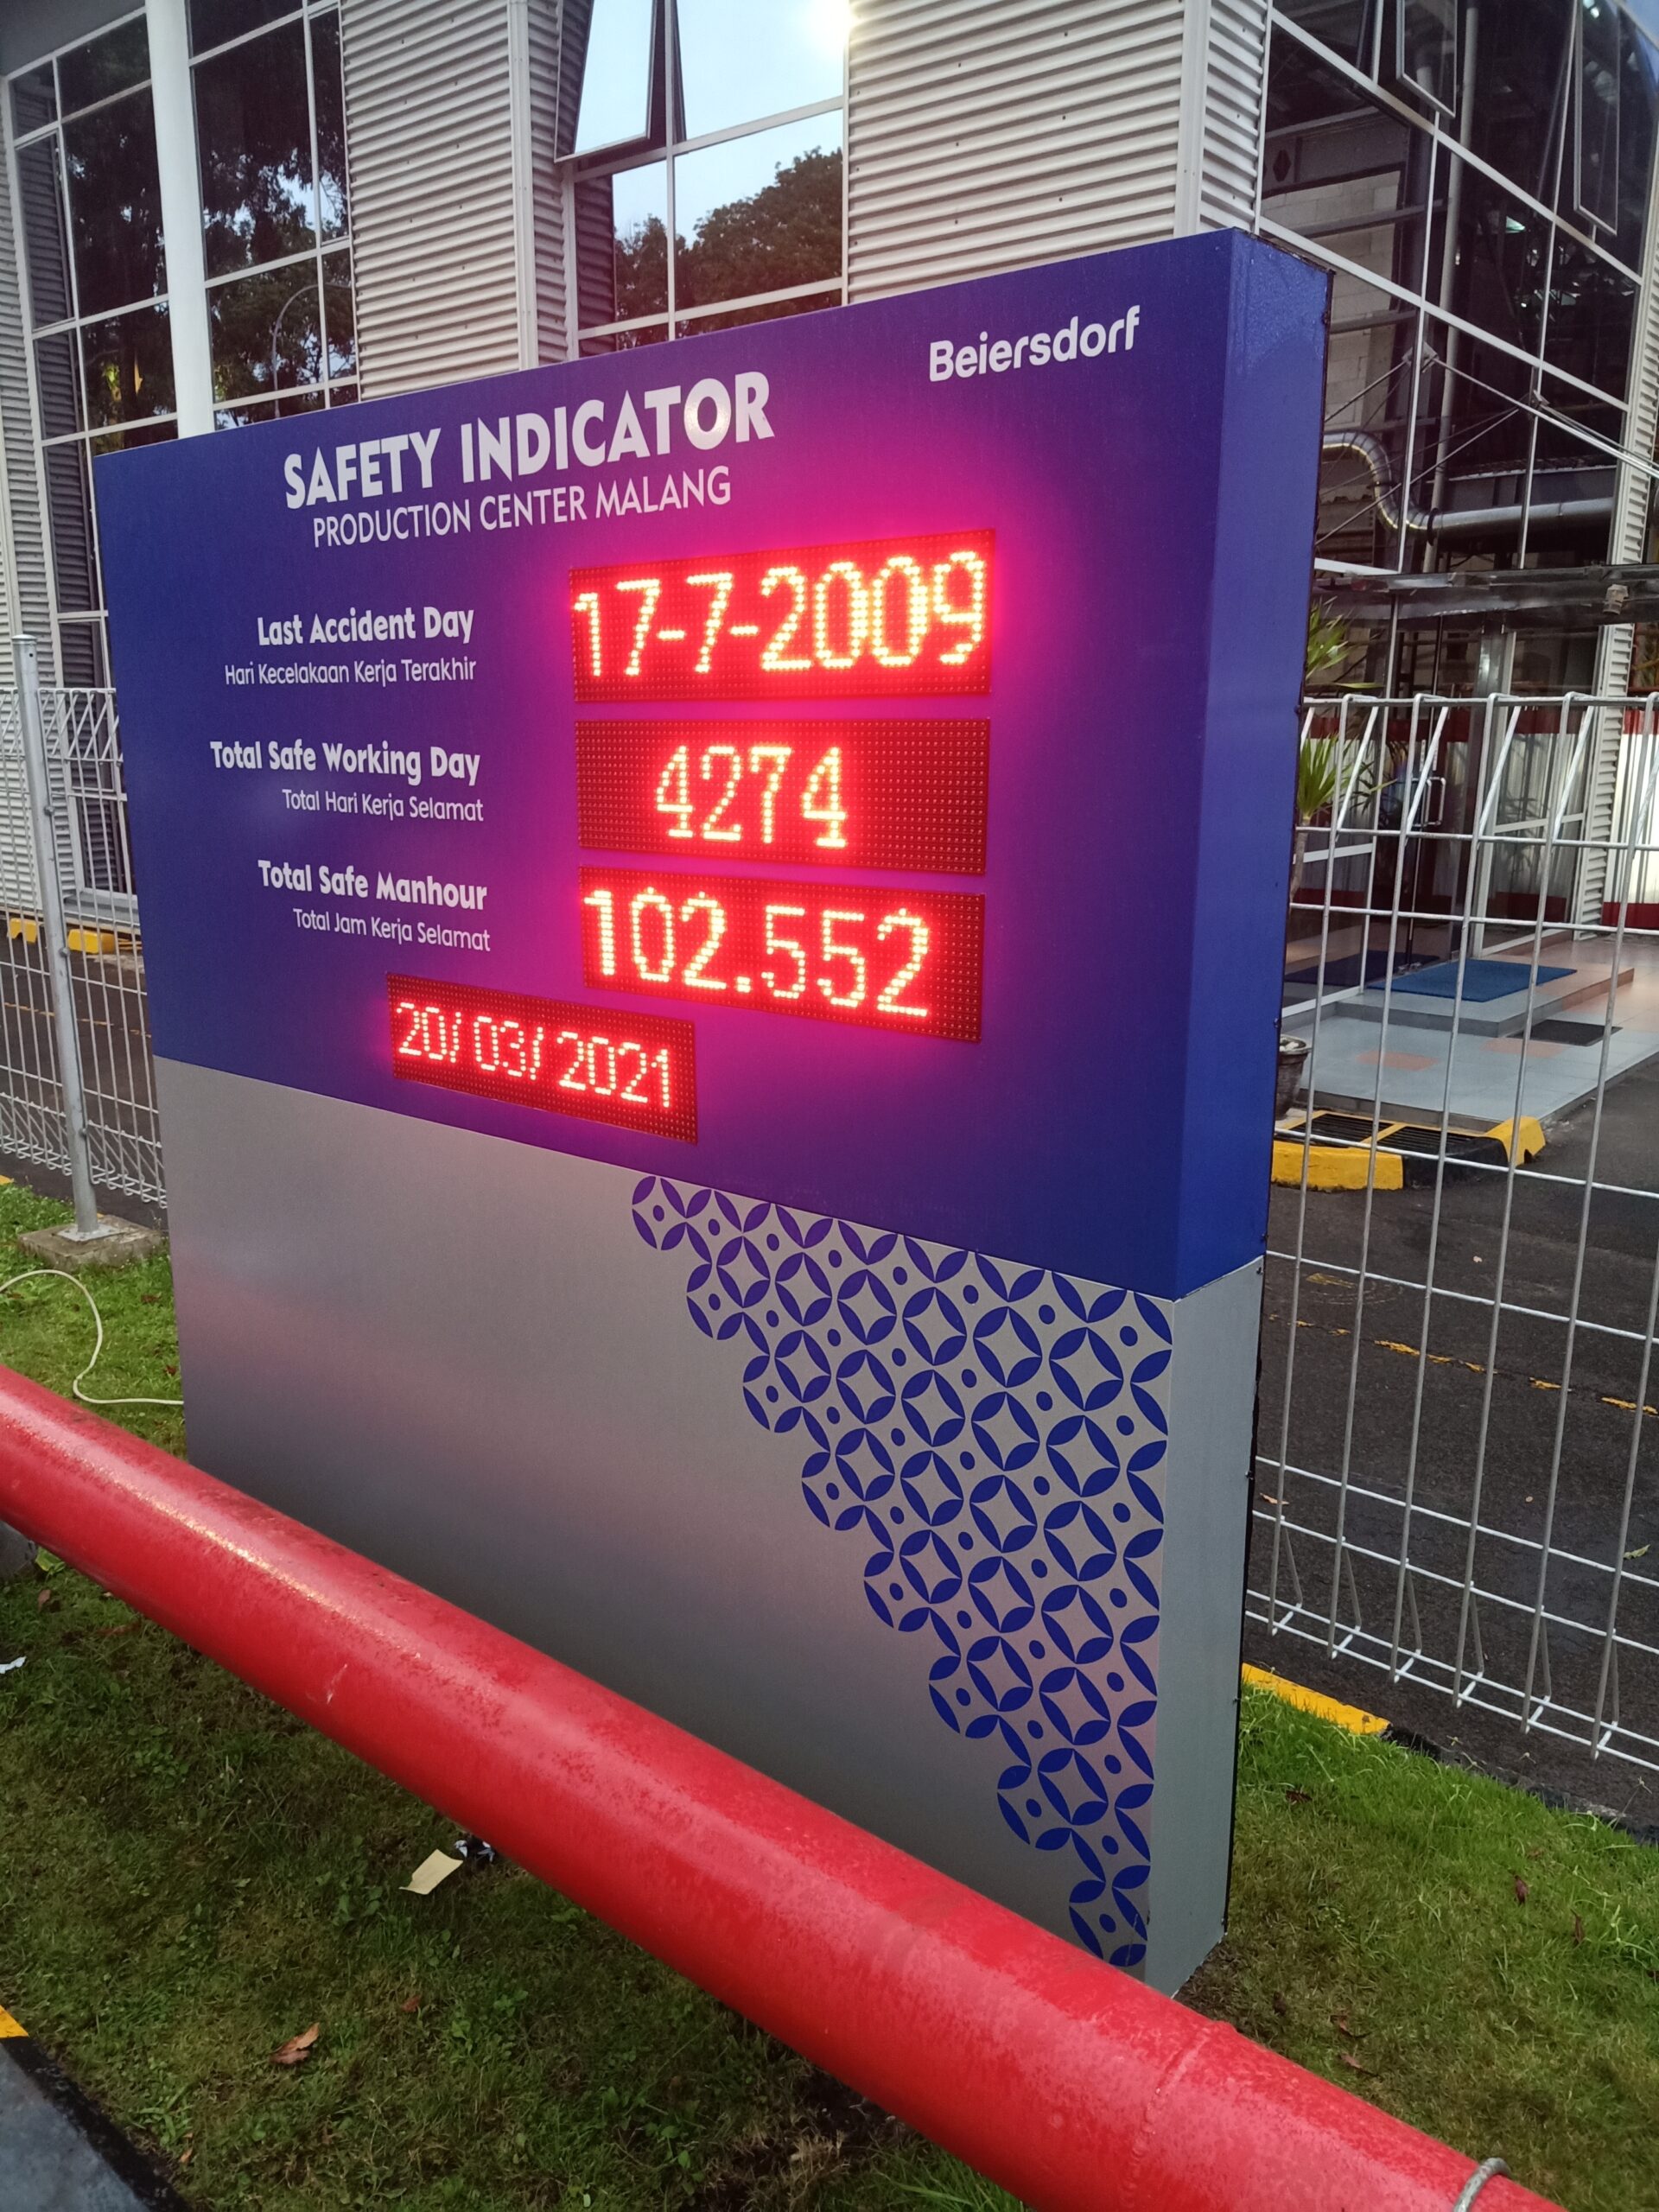 Beiersdorf
SAFETY INDICATOR
PRODUCTION CENTER MALANG
Last Accident Day
Hari Kecelakaan Kerja Terakhir
17-7-2009
Total Safe Working Day
Total Hari Kerja Selamat
4274
Total Safe Manhour
Total Jam Kerja Selamat
102.552
20/03/2021